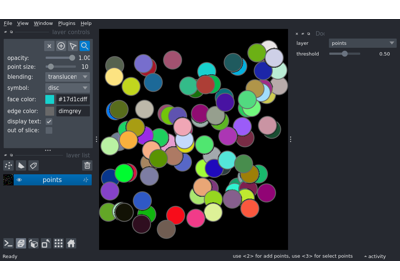 File View Window Plugins Help
layer controls
opacity: 1.00
point size: 10
blending: translucen
symbol: disc
face color: #17d1cdff
edge color: dimgrey
display text:
out of slice:
layer list
points
Do
layer points
threshold 0.50
Ready
use <2> for add points, use <3> for select points
activity